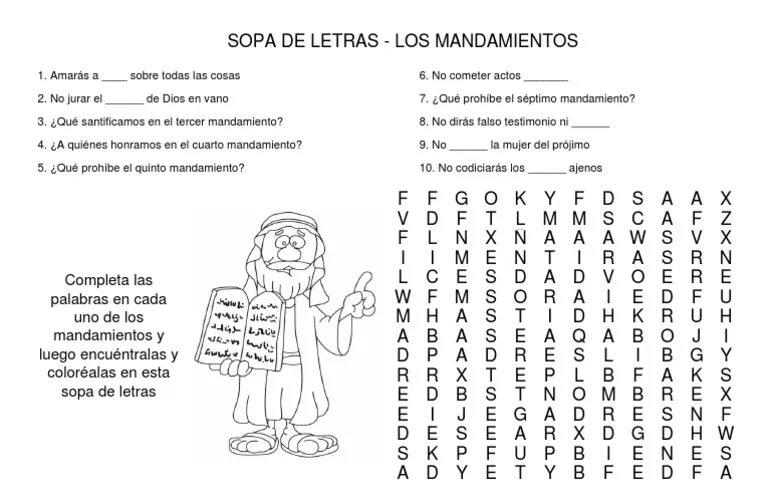 SOPA DE LETRAS - LOS MANDAMIENTOS
1. Amarás a ____ sobre todas las cosas
2. No jurar el ______ de Dios en vano
3. ¿Qué santificamos en el tercer mandamiento?
4. ¿A quiénes honramos en el cuarto mandamiento?
5. ¿Qué prohíbe el quinto mandamiento?
6. No cometer actos _______
7. ¿Qué prohíbe el séptimo mandamiento?
8. No dirás falso testimonio ni ______
9. No ______ la mujer del prójimo
10. No codiciarás los ______ ajenos
Completa las
palabras en cada
uno de los
mandamientos y
luego encuéntralas y
coloréalas en esta
sopa de letras
F F G O K Y F D S A A X
V D F T L M M S C A F Z
F L N X Ñ A A A W S V X
I I M E N T I R A S R N
L C E S D A D V O E R E
W F M S O R A I E D F U
M H A S T I D H K R U H
A B A S E A Q A B O J I
D P A D R E S L I B G Y
R R X T E P L B F A K S
E D B S T N O M B R E X
E I J E G A D R E S N F
D E S E A R X D G D H W
S K P F U P B I E N E S
A D Y E T Y B F E D F A